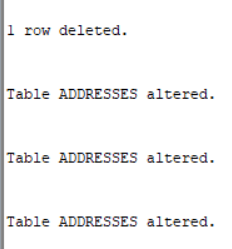 1 row deleted.
Table ADDRESSES altered.
Table ADDRESSES altered.
Table ADDRESSES altered.